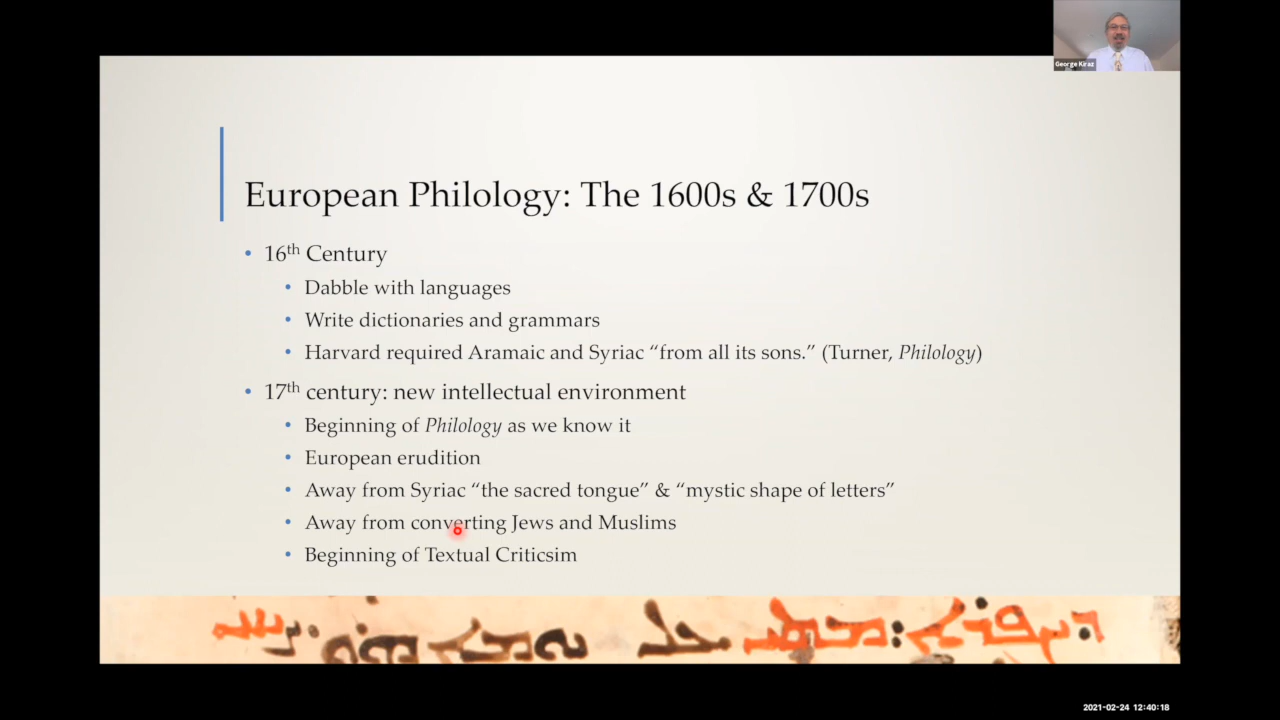 George Kiraz
European Philology: The 1600s & 1700s
• 16th Century
• Dabble with languages
• Write dictionaries and grammars
• Harvard required Aramaic and Syriac “from all its sons.” (Turner, Philology)
• 17th century: new intellectual environment
• Beginning of Philology as we know it
• European erudition
• Away from Syriac “the sacred tongue” & “mystic shape of letters”
• Away from converting Jews and Muslims
• Beginning of Textual Criticsim
2021-02-24 12:40:18